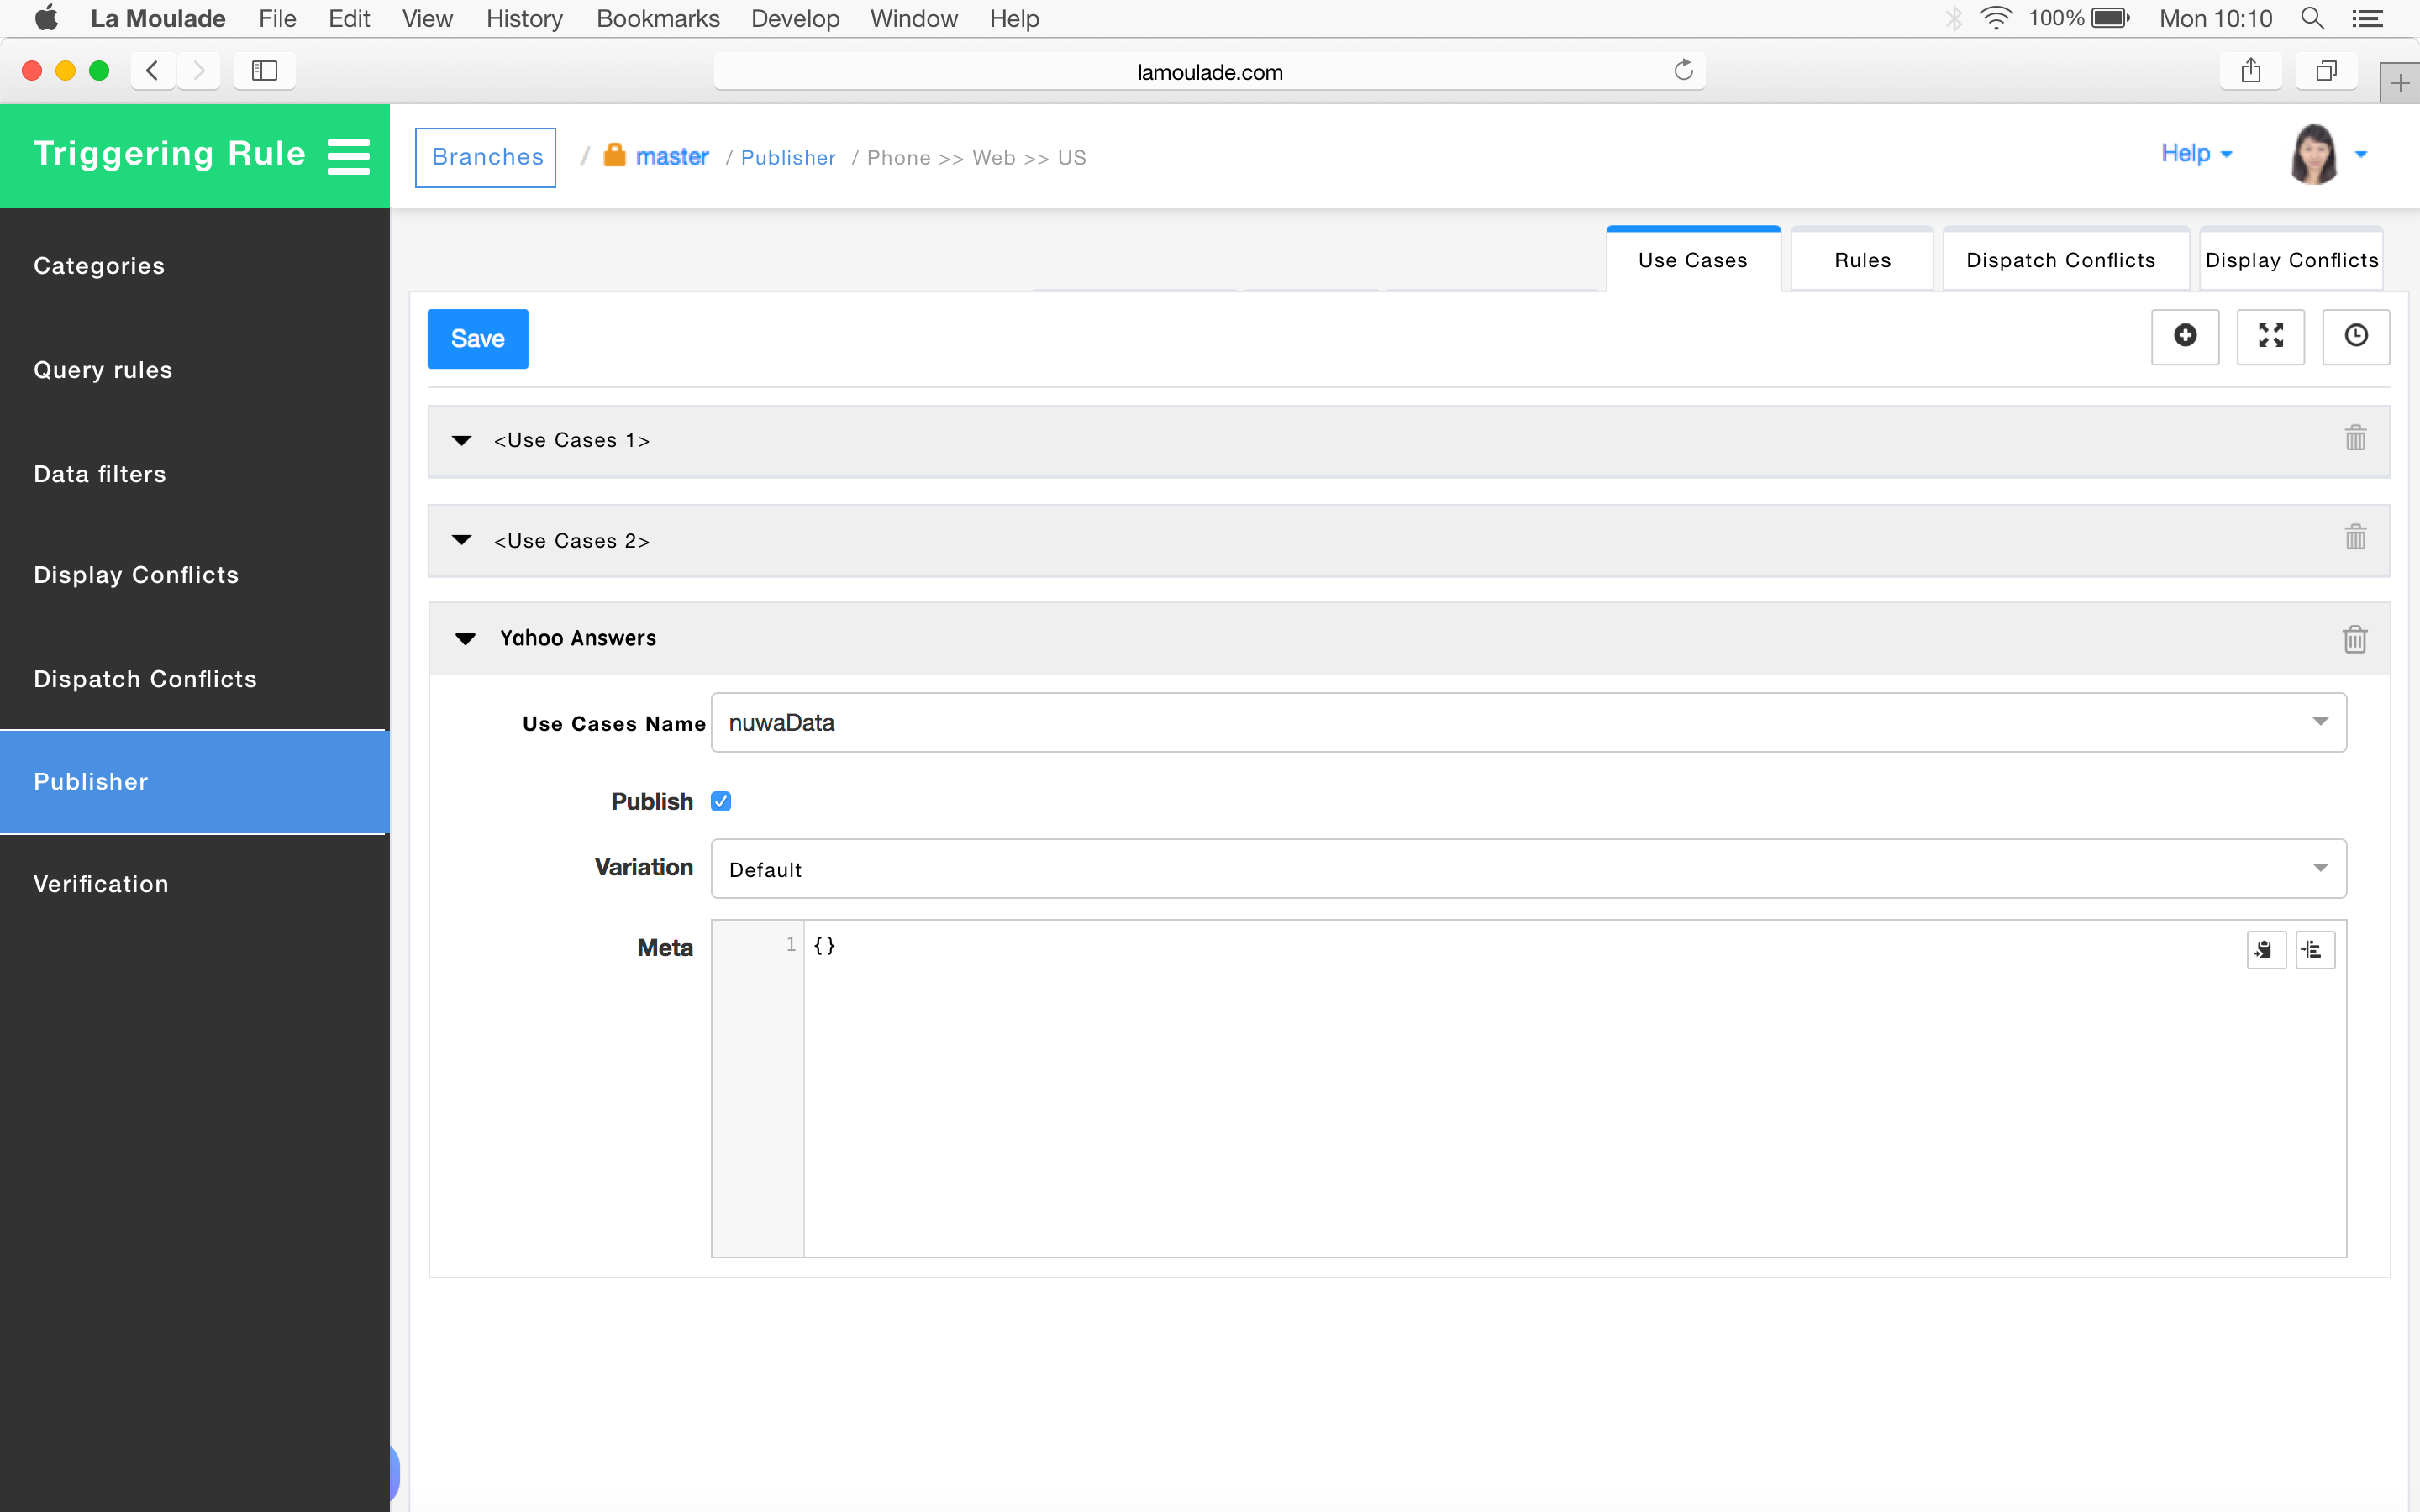 La Moulade File Edit View History Bookmarks Develop Window Help 100% Mon 10:10
lamoulade.com
Triggering Rule
Branches / master / Publisher / Phone >> Web >> US
Help
Categories
Query rules
Data filters
Display Conflicts
Dispatch Conflicts
Publisher
Verification
Use Cases Rules Dispatch Conflicts Display Conflicts
Save
<Use Cases 1>
<Use Cases 2>
Yahoo Answers
Use Cases Name nuwaData
Publish
Variation Default
Meta 1 {}